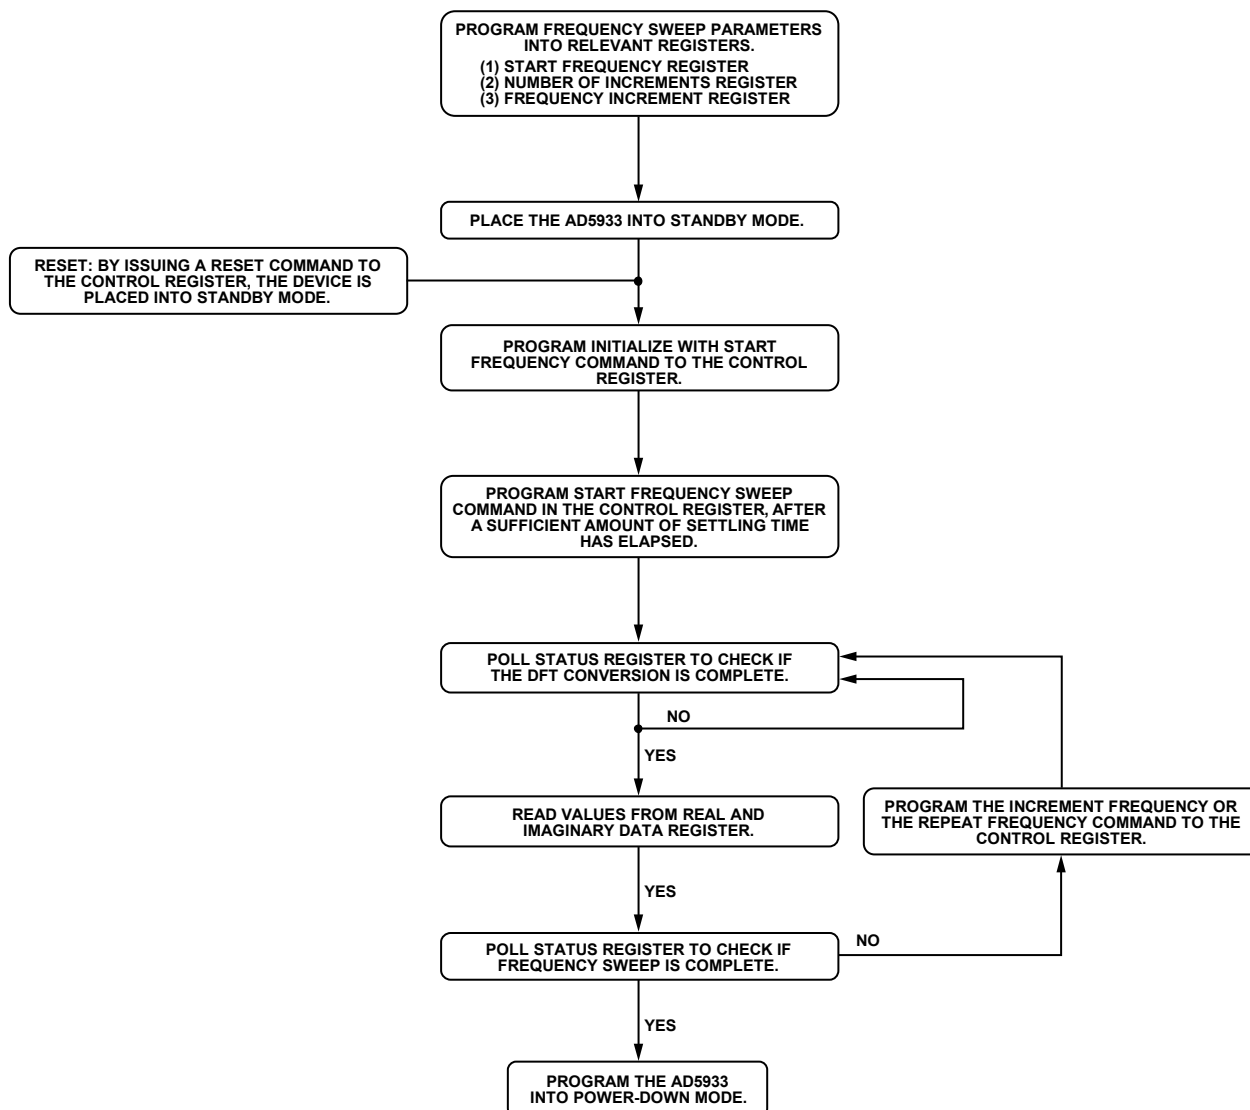 PROGRAM FREQUENCY SWEEP PARAMETERS
INTO RELEVANT REGISTERS.
(1) START FREQUENCY REGISTER
(2) NUMBER OF INCREMENTS REGISTER
(3) FREQUENCY INCREMENT REGISTER
PLACE THE AD5933 INTO STANDBY MODE.
RESET: BY ISSUING A RESET COMMAND TO
THE CONTROL REGISTER, THE DEVICE IS
PLACED INTO STANDBY MODE.
PROGRAM INITIALIZE WITH START
FREQUENCY COMMAND TO THE CONTROL
REGISTER.
PROGRAM START FREQUENCY SWEEP
COMMAND IN THE CONTROL REGISTER, AFTER
A SUFFICIENT AMOUNT OF SETTLING TIME
HAS ELAPSED.
POLL STATUS REGISTER TO CHECK IF
THE DFT CONVERSION IS COMPLETE.
NO
YES
READ VALUES FROM REAL AND
IMAGINARY DATA REGISTER.
PROGRAM THE INCREMENT FREQUENCY OR
THE REPEAT FREQUENCY COMMAND TO THE
CONTROL REGISTER.
YES
POLL STATUS REGISTER TO CHECK IF
FREQUENCY SWEEP IS COMPLETE.
NO
YES
PROGRAM THE AD5933
INTO POWER-DOWN MODE.